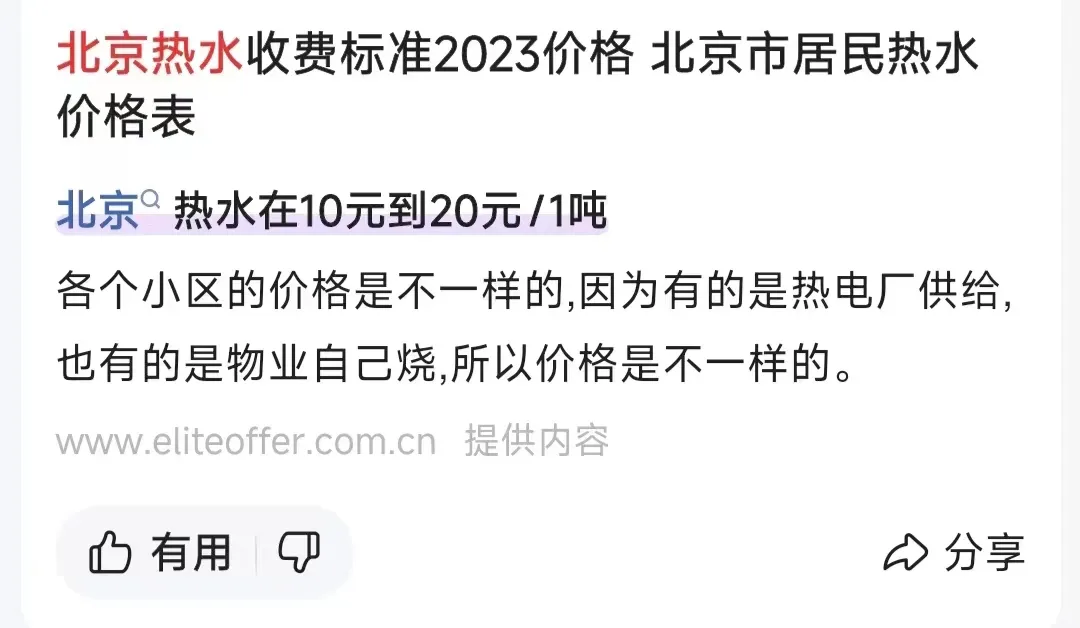 北京热水收费标准2023价格 北京市居民热水
价格表
北京 热水在10元到20元/1吨
各个小区的价格是不一样的,因为有的是热电厂供给,
也有的是物业自己烧,所以价格是不一样的。
www.eliteoffer.com.cn 提供内容
有用 分享